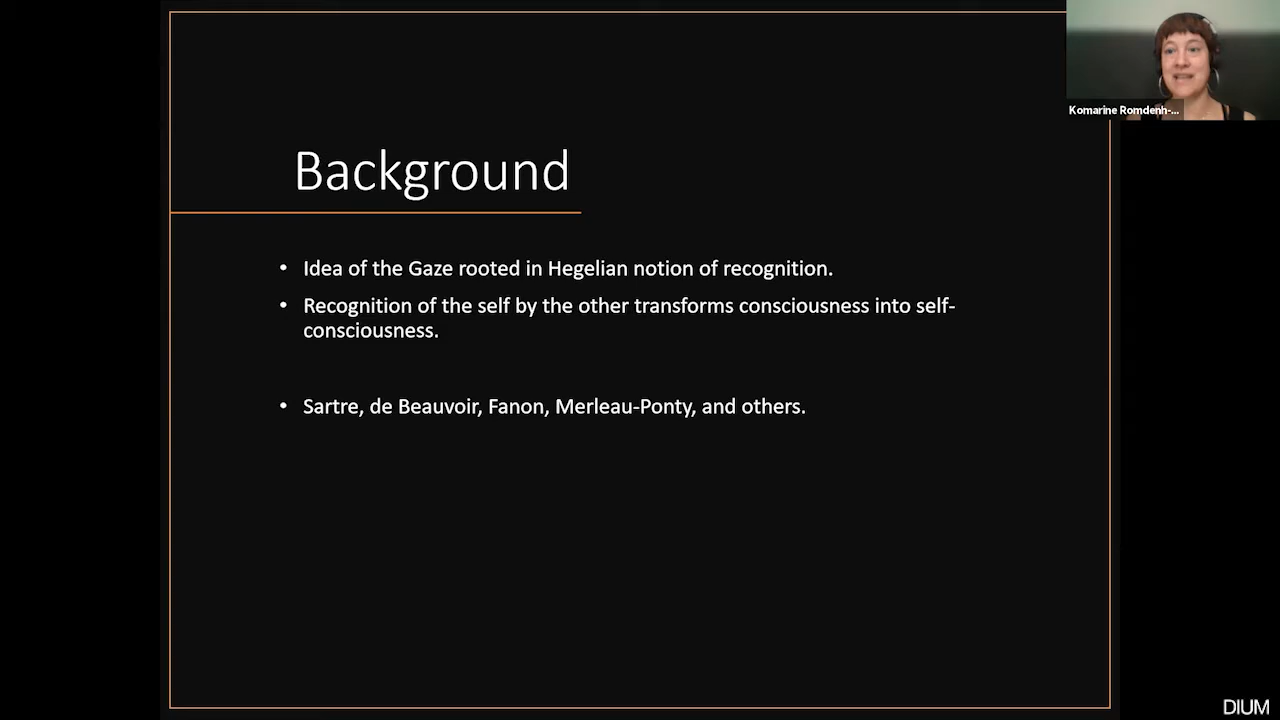 Komarine Romdenh-...
Background
• Idea of the Gaze rooted in Hegelian notion of recognition.
• Recognition of the self by the other transforms consciousness into self-
consciousness.
• Sartre, de Beauvoir, Fanon, Merleau-Ponty, and others.
DIUM